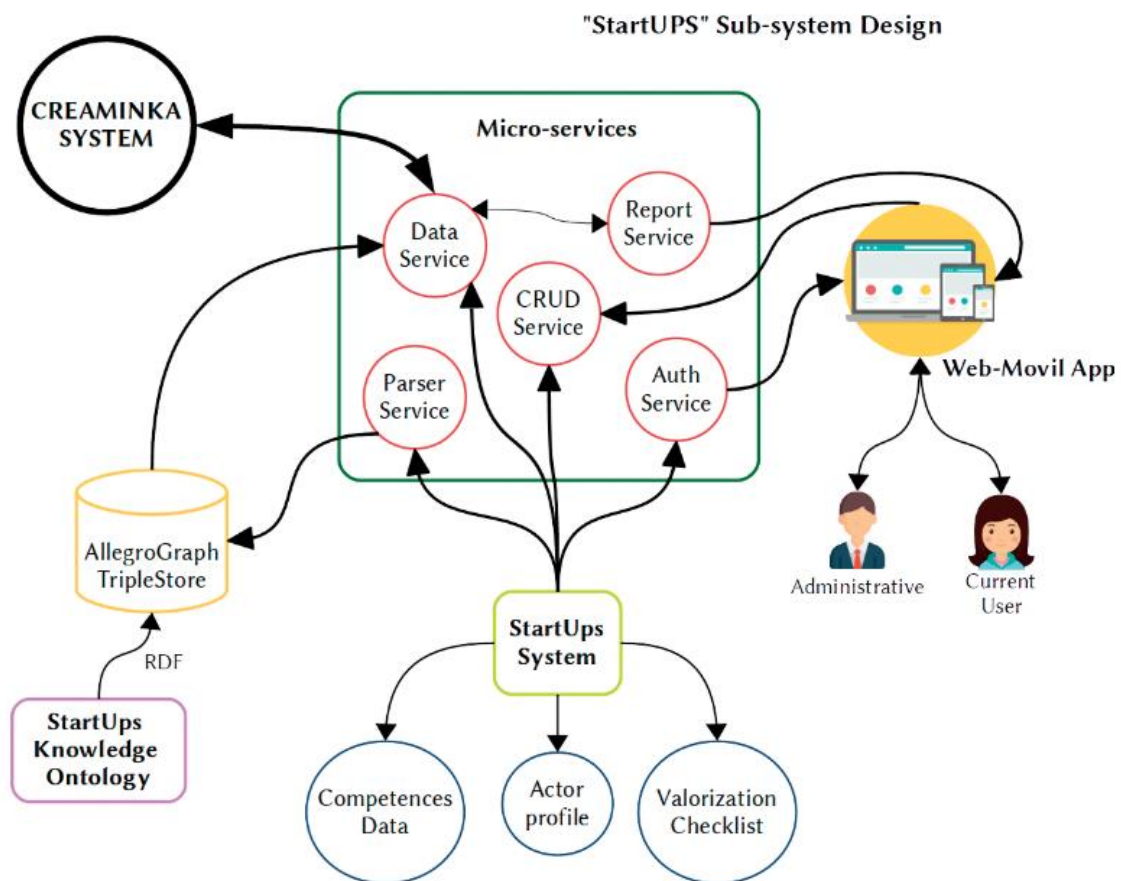 "StartUPS" Sub-system Design
CREAMINKA
SYSTEM
Micro-services
Report
Service
Data
Service
CRUD
Service
Parser
Service
Auth
Service
Web-Movil App
AllegroGraph
TripleStore
Administrative
Current
User
StartUps
System
RDF
StartUps
Knowledge
Ontology
Competences
Data
Actor
profile
Valorization
Checklist